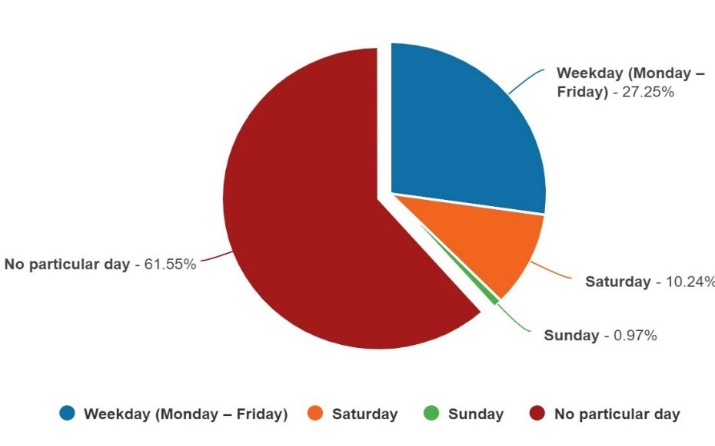 Weekday (Monday –
Friday) - 27.25%
No particular day - 61.55%
Saturday - 10.24%
Sunday - 0.97%
Weekday (Monday – Friday) Saturday Sunday No particular day